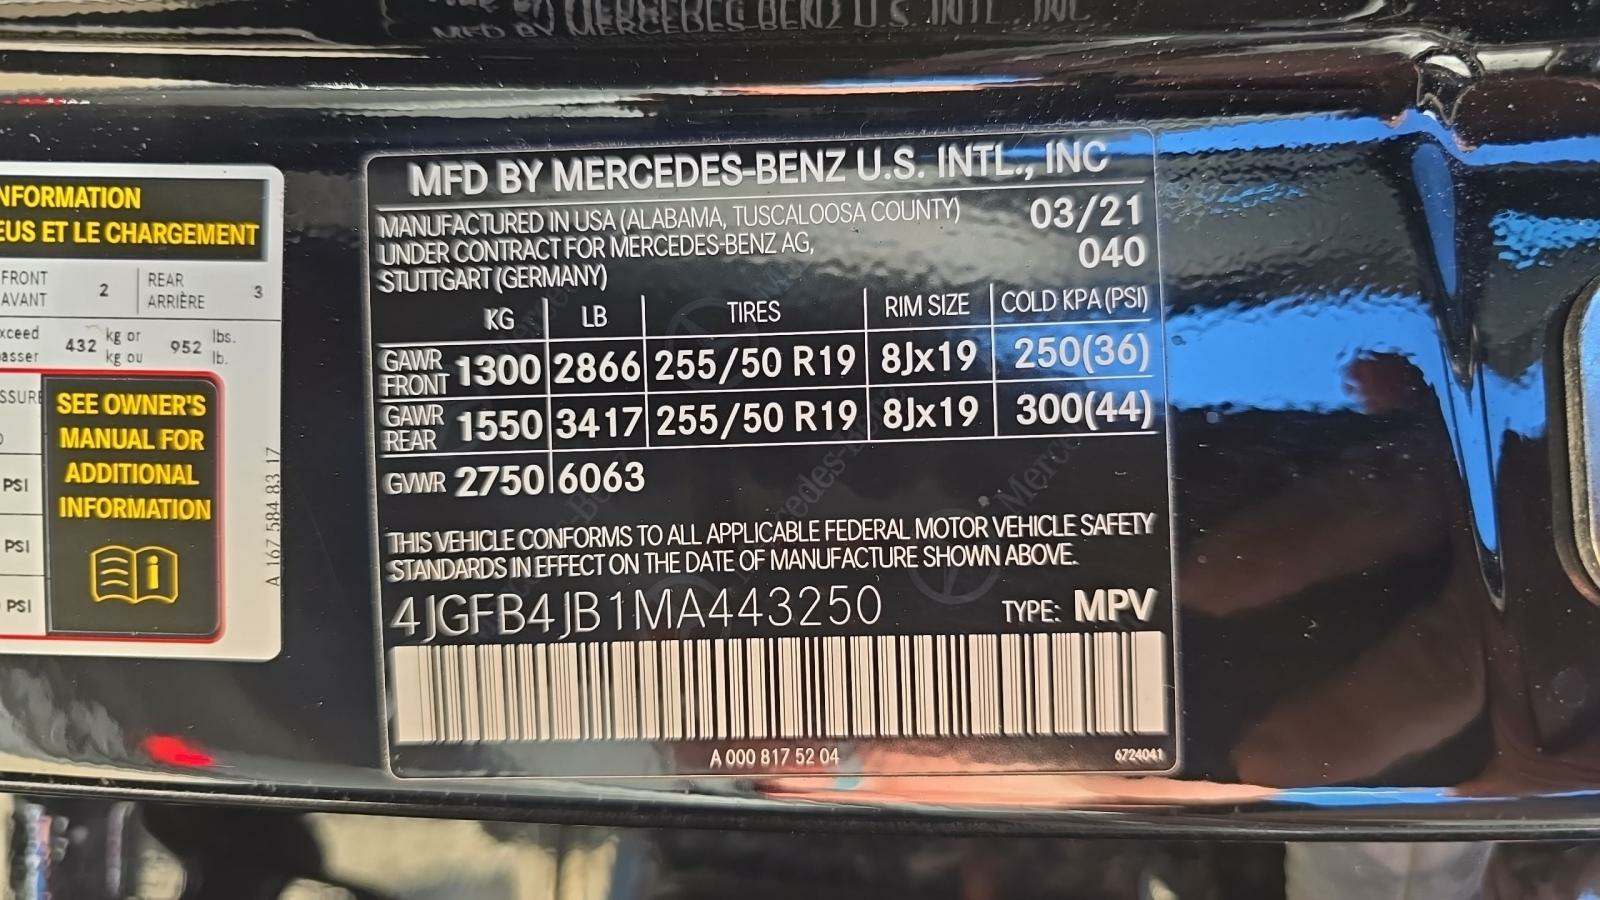 MFD BY MERCEDES-BENZ U.S. INTL., INC
NFORMATION
EUS ET LE CHARGEMENT
FRONT 2 REAR 3
AVANT ARRIÈRE
xceed 432 kg or 952 lbs.
asser kg ou lb.
SSURE
SEE OWNER'S
MANUAL FOR
ADDITIONAL
INFORMATION
i
PSI
PSI
PSI
A 167 584 83 17
MFD BY MERCEDES-BENZ U.S. INTL., INC
MANUFACTURED IN USA (ALABAMA, TUSCALOOSA COUNTY) 03/21
UNDER CONTRACT FOR MERCEDES-BENZ AG, 040
STUTTGART (GERMANY)
KG LB TIRES RIM SIZE COLD KPA (PSI)
GAWR FRONT 1300 2866 255/50 R19 8Jx19 250(36)
GAWR REAR 1550 3417 255/50 R19 8Jx19 300(44)
GVWR 2750 6063
THIS VEHICLE CONFORMS TO ALL APPLICABLE FEDERAL MOTOR VEHICLE SAFETY
STANDARDS IN EFFECT ON THE DATE OF MANUFACTURE SHOWN ABOVE.
4JGFB4JB1MA443250 TYPE: MPV
A 000 817 52 04 6724041